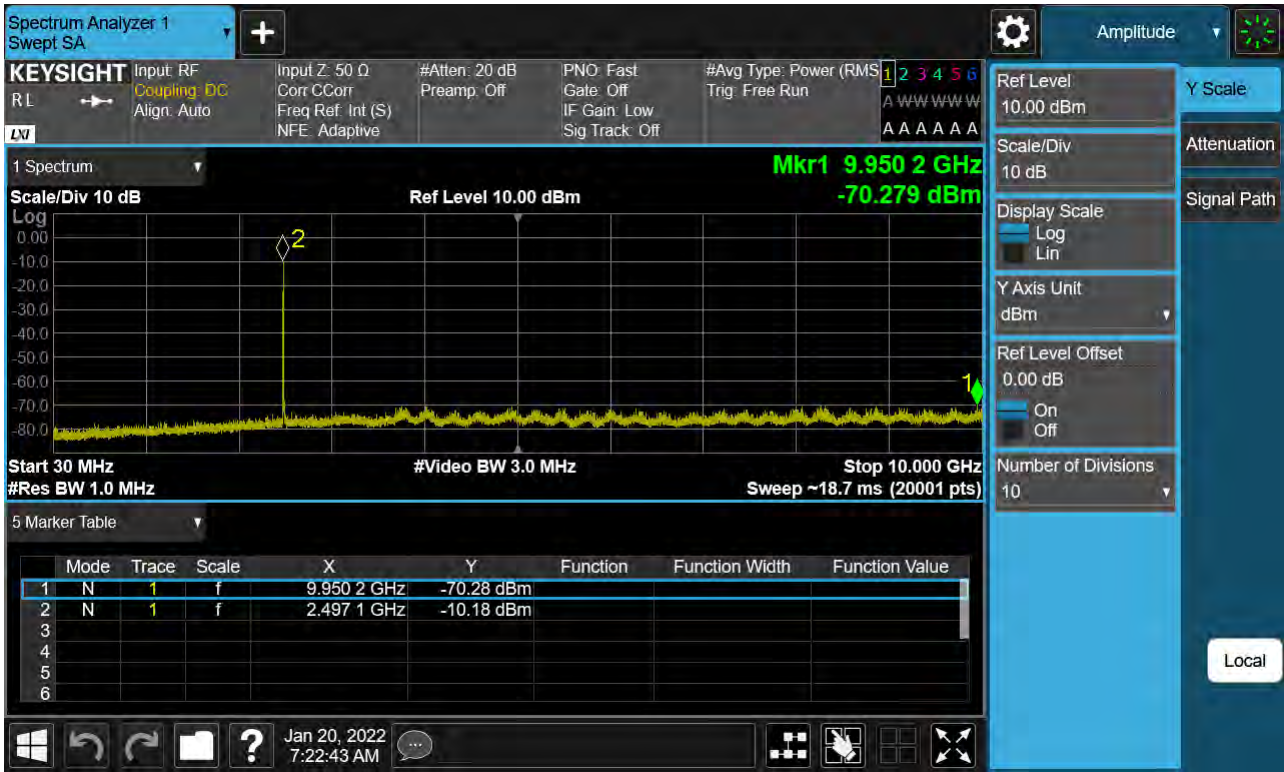 Spectrum Analyzer 1
Swept SA
Amplitude
KEYSIGHT
RL
LXI
Input: RF
Coupling: DC
Align: Auto
Input Z: 50 Ω
Corr CCorr
Freq Ref: Int (S)
NFE: Adaptive
#Atten: 20 dB
Preamp: Off
PNO: Fast
Gate: Off
IF Gain: Low
Sig Track: Off
#Avg Type: Power (RMS
Trig: Free Run
1 2 3 4 5 6
A W W W W W
A A A A A A
1 Spectrum
Mkr1 9.950 2 GHz
-70.279 dBm
Scale/Div 10 dB
Ref Level 10.00 dBm
Log
0.00
-10.0
-20.0
-30.0
-40.0
-50.0
-60.0
-70.0
-80.0
2
1
Start 30 MHz
#Video BW 3.0 MHz
Stop 10.000 GHz
#Res BW 1.0 MHz
Sweep ~18.7 ms (20001 pts)
5 Marker Table
Mode Trace Scale X Y Function Function Width Function Value
1 N 1 f 9.950 2 GHz -70.28 dBm
2 N 1 f 2.497 1 GHz -10.18 dBm
3
4
5
6
Ref Level
10.00 dBm
Scale/Div
10 dB
Display Scale
Log
Lin
Y Axis Unit
dBm
Ref Level Offset
0.00 dB
On
Off
Number of Divisions
10
Y Scale
Attenuation
Signal Path
Local
?
Jan 20, 2022
7:22:43 AM